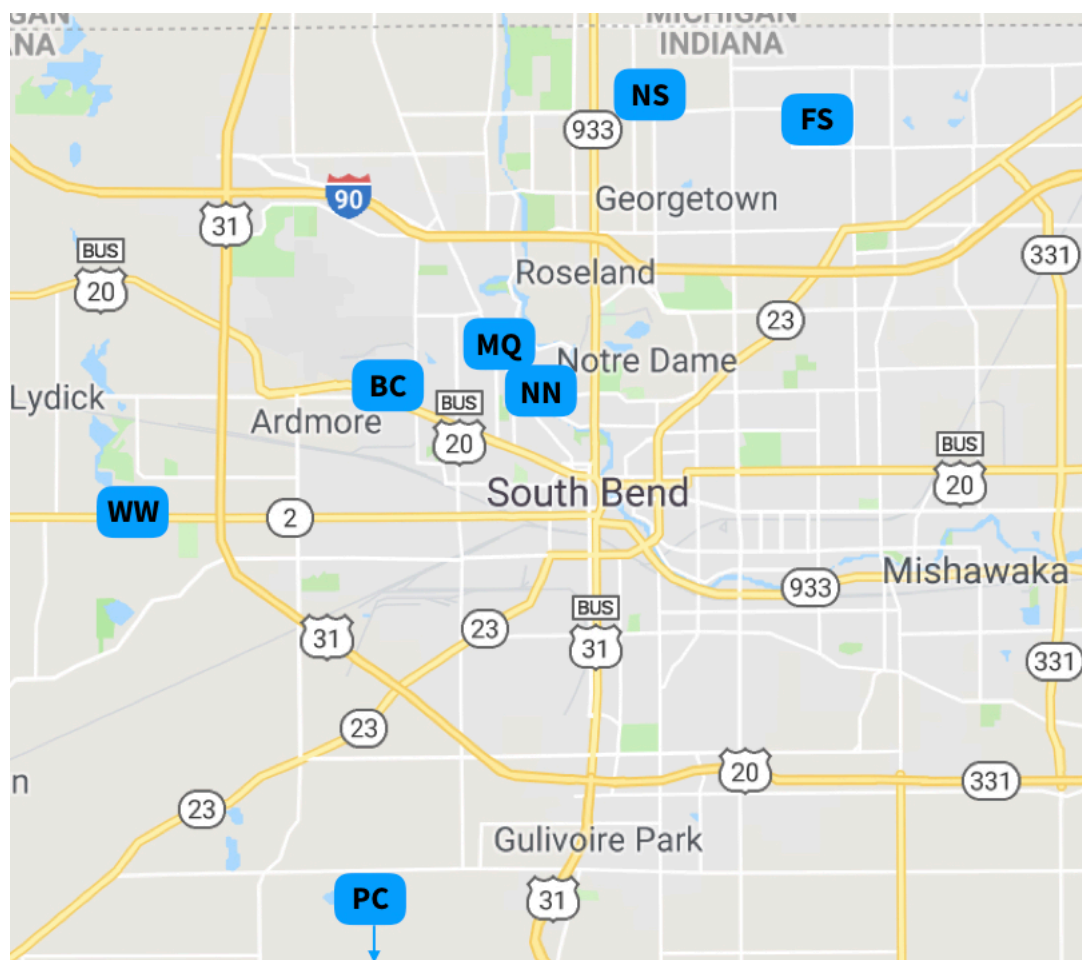 GAN
ANA
MICHIGAN
INDIANA
NS
FS
933
90
Georgetown
31
BUS
20
331
Roseland
23
MQ
Notre Dame
BC
NN
Lydick
BUS
20
Ardmore
BUS
20
South Bend
WW
2
Mishawaka
933
BUS
31
31
23
331
23
20
331
n
23
Gulivoire Park
PC
31